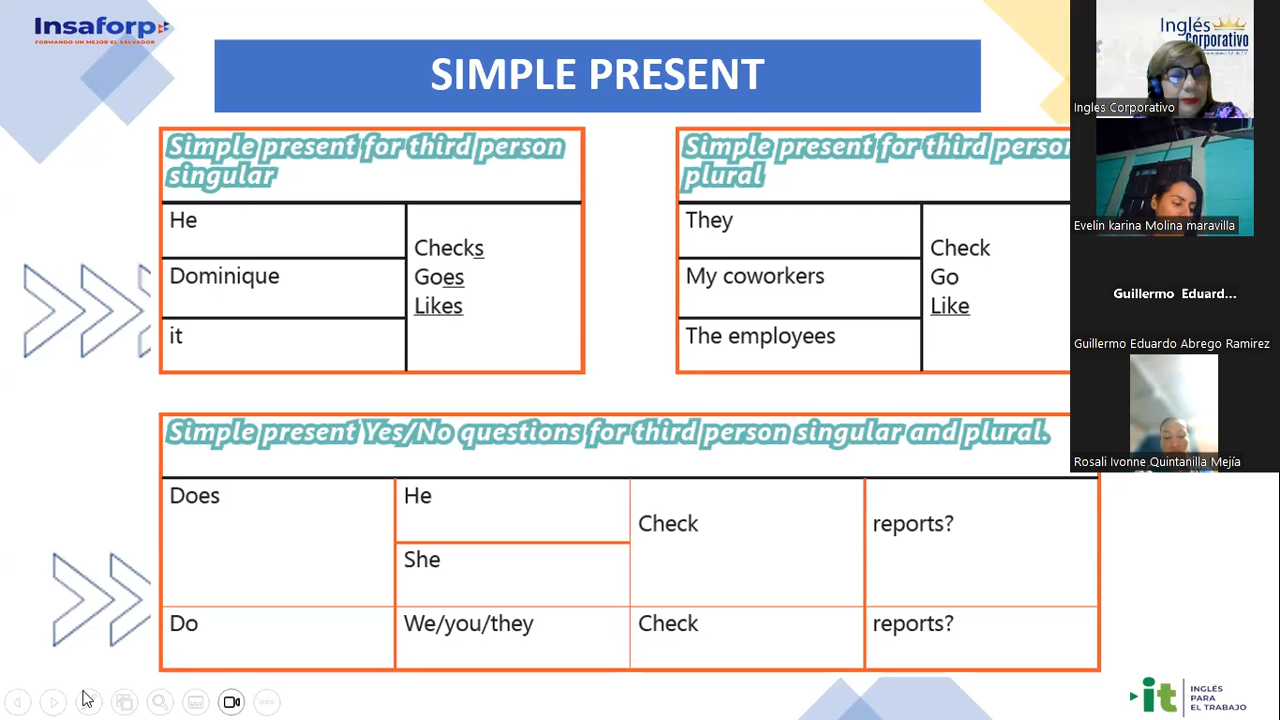 Insaforp
FORMANDO UN MEJOR EL SALVADOR
SIMPLE PRESENT
Simple present for third person
singular
He
Dominique
it
Checks
Goes
Likes
Simple present for third person
plural
They
My coworkers
The employees
Check
Go
Like
Simple present Yes/No questions for third person singular and plural.
Does
He
She
Check
reports?
Do
We/you/they
Check
reports?
Inglés
Corporativo
Ingles Corporativo
Evelin karina Molina maravilla
Guillermo Eduard...
Guillermo Eduardo Abrego Ramirez
Rosali Ivonne Quintanilla Mejía
it
INGLÉS
PARA
EL TRABAJO